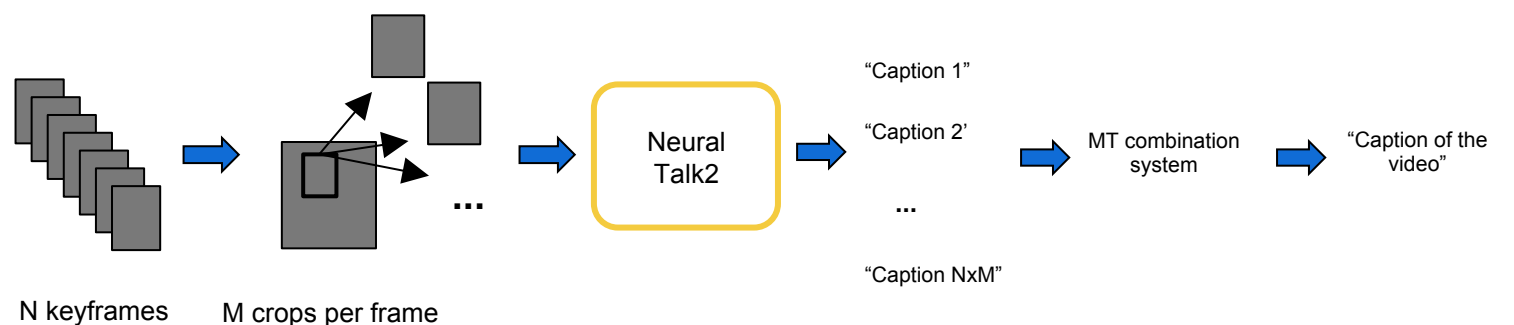 N keyframes
M crops per frame
...
Neural
Talk2
“Caption 1”
“Caption 2’
...
“Caption NxM”
MT combination
system
“Caption of the
video”